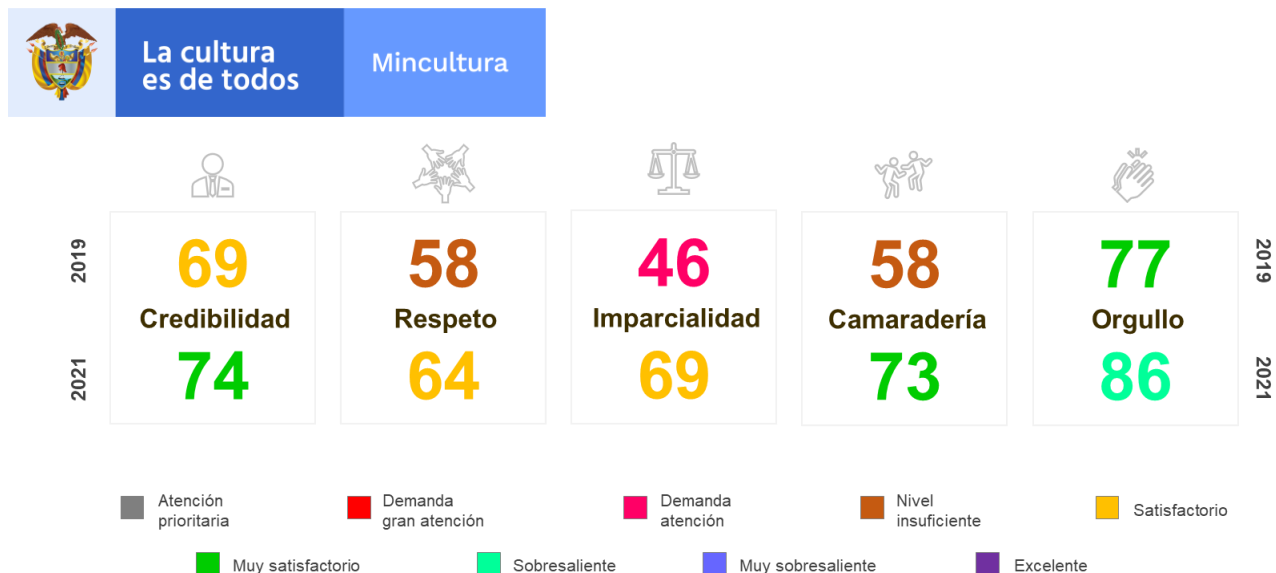 La cultura
es de todos
Mincultura
2019
69
58
46
58
77
2019
Credibilidad
Respeto
Imparcialidad
Camaradería
Orgullo
2021
74
64
69
73
86
2021
Atención
prioritaria
Demanda
gran atención
Demanda
atención
Nivel
insuficiente
Satisfactorio
Muy satisfactorio
Sobresaliente
Muy sobresaliente
Excelente